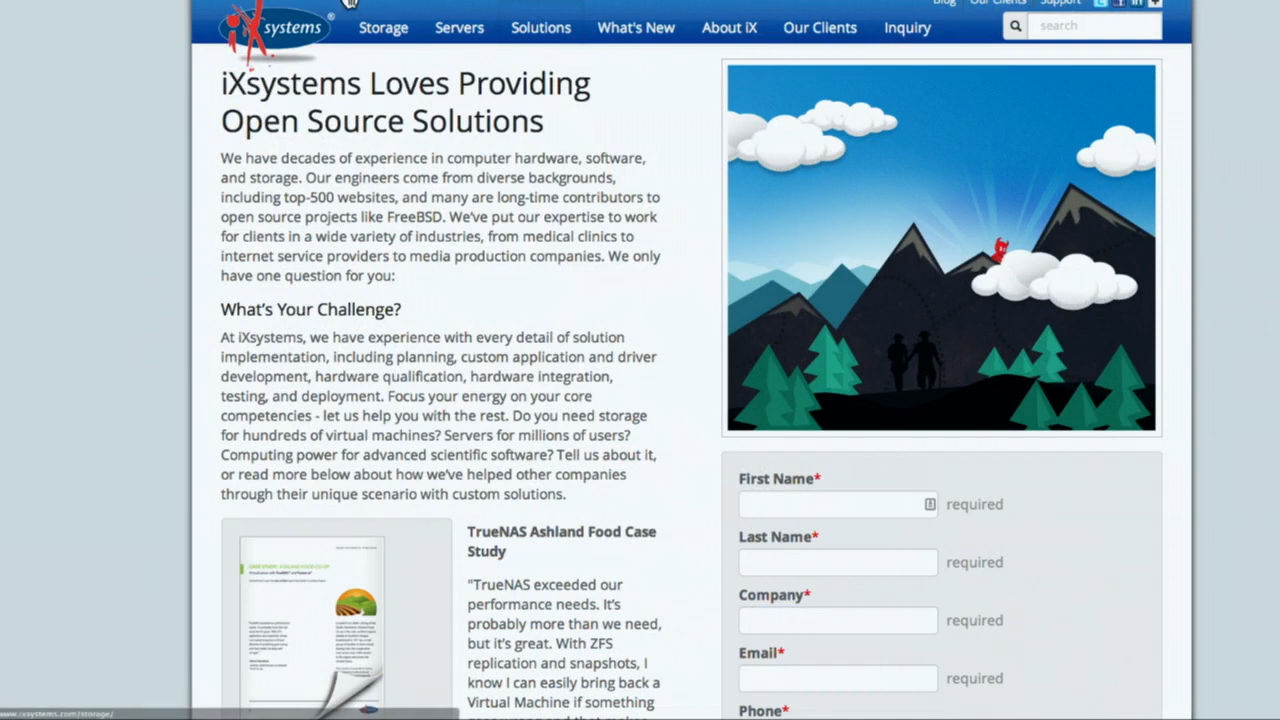 Blog Our Clients Support
iXsystems®
Storage Servers Solutions What's New About iX Our Clients Inquiry
search
iXsystems Loves Providing
Open Source Solutions
We have decades of experience in computer hardware, software,
and storage. Our engineers come from diverse backgrounds,
including top-500 websites, and many are long-time contributors to
open source projects like FreeBSD. We've put our expertise to work
for clients in a wide variety of industries, from medical clinics to
internet service providers to media production companies. We only
have one question for you:
What's Your Challenge?
At iXsystems, we have experience with every detail of solution
implementation, including planning, custom application and driver
development, hardware qualification, hardware integration,
testing, and deployment. Focus your energy on your core
competencies - let us help you with the rest. Do you need storage
for hundreds of virtual machines? Servers for millions of users?
Computing power for advanced scientific software? Tell us about it,
or read more below about how we've helped other companies
through their unique scenario with custom solutions.
TrueNAS Ashland Food Case
Study
"TrueNAS exceeded our
performance needs. It's
probably more than we need,
but it's great. With ZFS
replication and snapshots, I
know I can easily bring back a
Virtual Machine if something
First Name*
required
Last Name*
required
Company*
required
Email*
required
Phone*
www.ixsystems.com/storage/